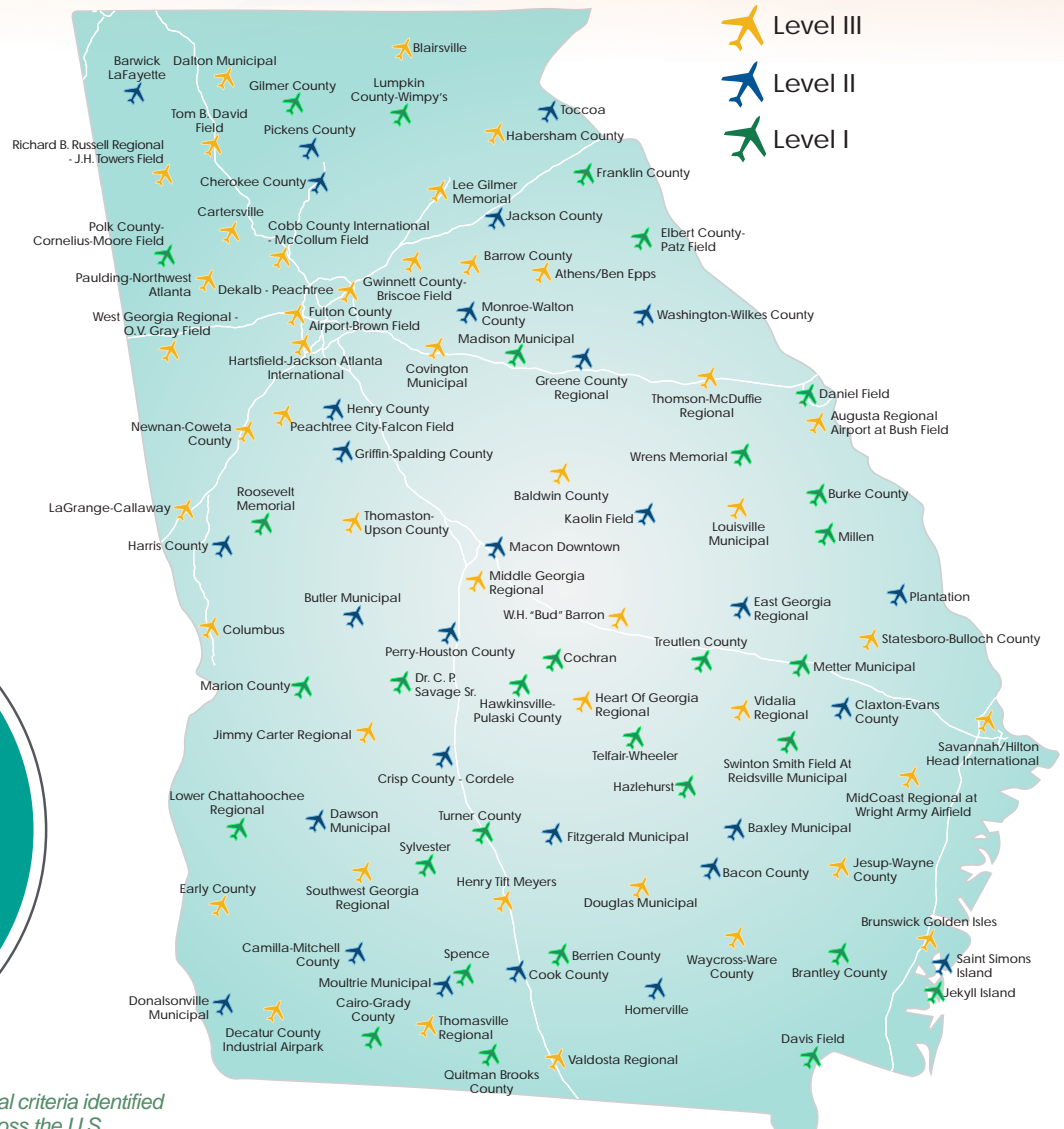 Level III
Level II
Level I
Blairsville
Barwick
LaFayette
Dalton Municipal
Gilmer County
Lumpkin
County-Wimpy's
Toccoa
Tom B. David
Field
Pickens County
Habersham County
Richard B. Russell Regional
- J.H. Towers Field
Cherokee County
Franklin County
Lee Gilmer
Memorial
Cartersville
Jackson County
Polk County-
Cornelius-Moore Field
Cobb County International
- McCollum Field
Elbert County-
Patz Field
Barrow County
Athens/Ben Epps
Paulding-Northwest
Atlanta
Dekalb - Peachtree
Gwinnett County-
Briscoe Field
West Georgia Regional -
O.V. Gray Field
Fulton County
Airport-Brown Field
Monroe-Walton
County
Washington-Wilkes County
Madison Municipal
Hartsfield-Jackson Atlanta
International
Covington
Municipal
Greene County
Regional
Thomson-McDuffie
Regional
Daniel Field
Henry County
Peachtree City-Falcon Field
Augusta Regional
Airport at Bush Field
Newnan-Coweta
County
Griffin-Spalding County
Wrens Memorial
Baldwin County
Roosevelt
Memorial
Burke County
LaGrange-Callaway
Thomaston-
Upson County
Kaolin Field
Louisville
Municipal
Millen
Harris County
Macon Downtown
Middle Georgia
Regional
Butler Municipal
East Georgia
Regional
Plantation
W.H. “Bud” Barron
Columbus
Statesboro-Bulloch County
Perry-Houston County
Treutlen County
Cochran
Metter Municipal
Marion County
Dr. C. P.
Savage Sr.
Hawkinsville-
Pulaski County
Heart Of Georgia
Regional
Vidalia
Regional
Claxton-Evans
County
Jimmy Carter Regional
Savannah/Hilton
Head International
Telfair-Wheeler
Swinton Smith Field At
Reidsville Municipal
Crisp County - Cordele
Hazlehurst
MidCoast Regional at
Wright Army Airfield
Lower Chattahoochee
Regional
Dawson
Municipal
Turner County
Fitzgerald Municipal
Baxley Municipal
Sylvester
Bacon County
Jesup-Wayne
County
Early County
Southwest Georgia
Regional
Henry Tift Meyers
Douglas Municipal
Brunswick Golden Isles
Camilla-Mitchell
County
Spence
Berrien County
Waycross-Ware
County
Brantley County
Saint Simons
Island
Moultrie Municipal
Cook County
Jekyll Island
Donalsonville
Municipal
Cairo-Grady
County
Homerville
Decatur County
Industrial Airpark
Thomasville
Regional
Davis Field
Quitman Brooks
County
Valdosta Regional
al criteria identified
oss the U.S.